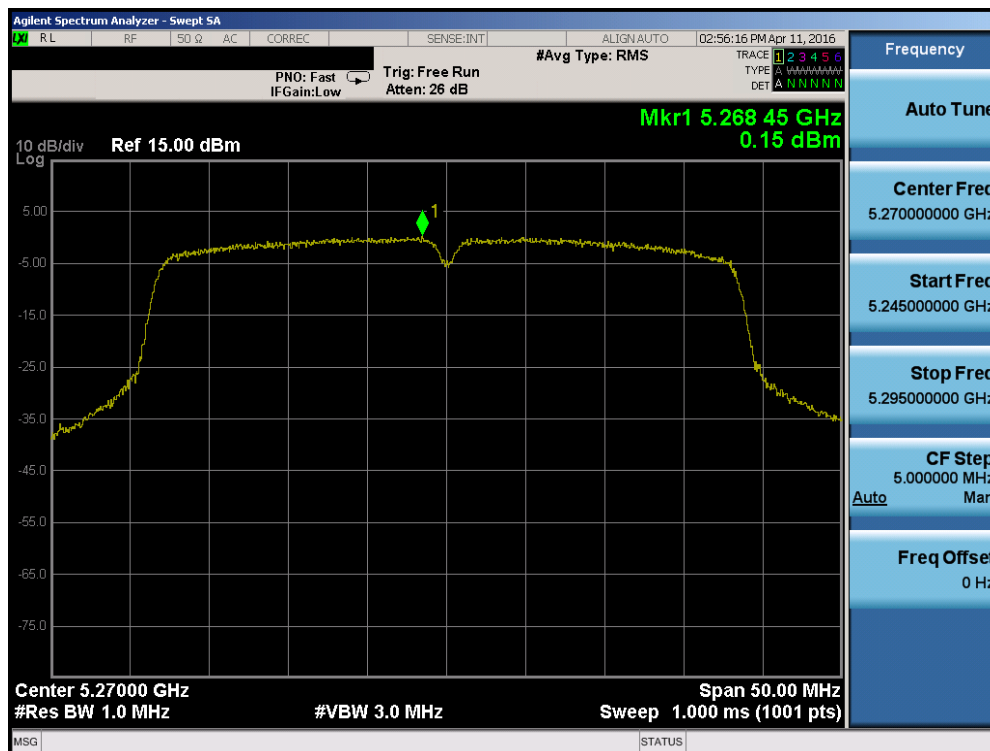 Agilent Spectrum Analyzer - Swept SA
LXI RL RF 50 Ω AC CORREC SENSE:INT ALIGN AUTO 02:56:16 PM Apr 11, 2016
#Avg Type: RMS TRACE 1 2 3 4 5 6
PNO: Fast Trig: Free Run TYPE A WWWWW
IFGain:Low Atten: 26 dB DET A N N N N N
Mkr1 5.268 45 GHz
0.15 dBm
10 dB/div Ref 15.00 dBm
Log
1
5.00
-5.00
-15.0
-25.0
-35.0
-45.0
-55.0
-65.0
-75.0
Center 5.27000 GHz Span 50.00 MHz
#Res BW 1.0 MHz #VBW 3.0 MHz Sweep 1.000 ms (1001 pts)
MSG STATUS
Frequency
Auto Tune
Center Freq
5.270000000 GHz
Start Freq
5.245000000 GHz
Stop Freq
5.295000000 GHz
CF Step
5.000000 MHz
Auto Man
Freq Offset
0 Hz